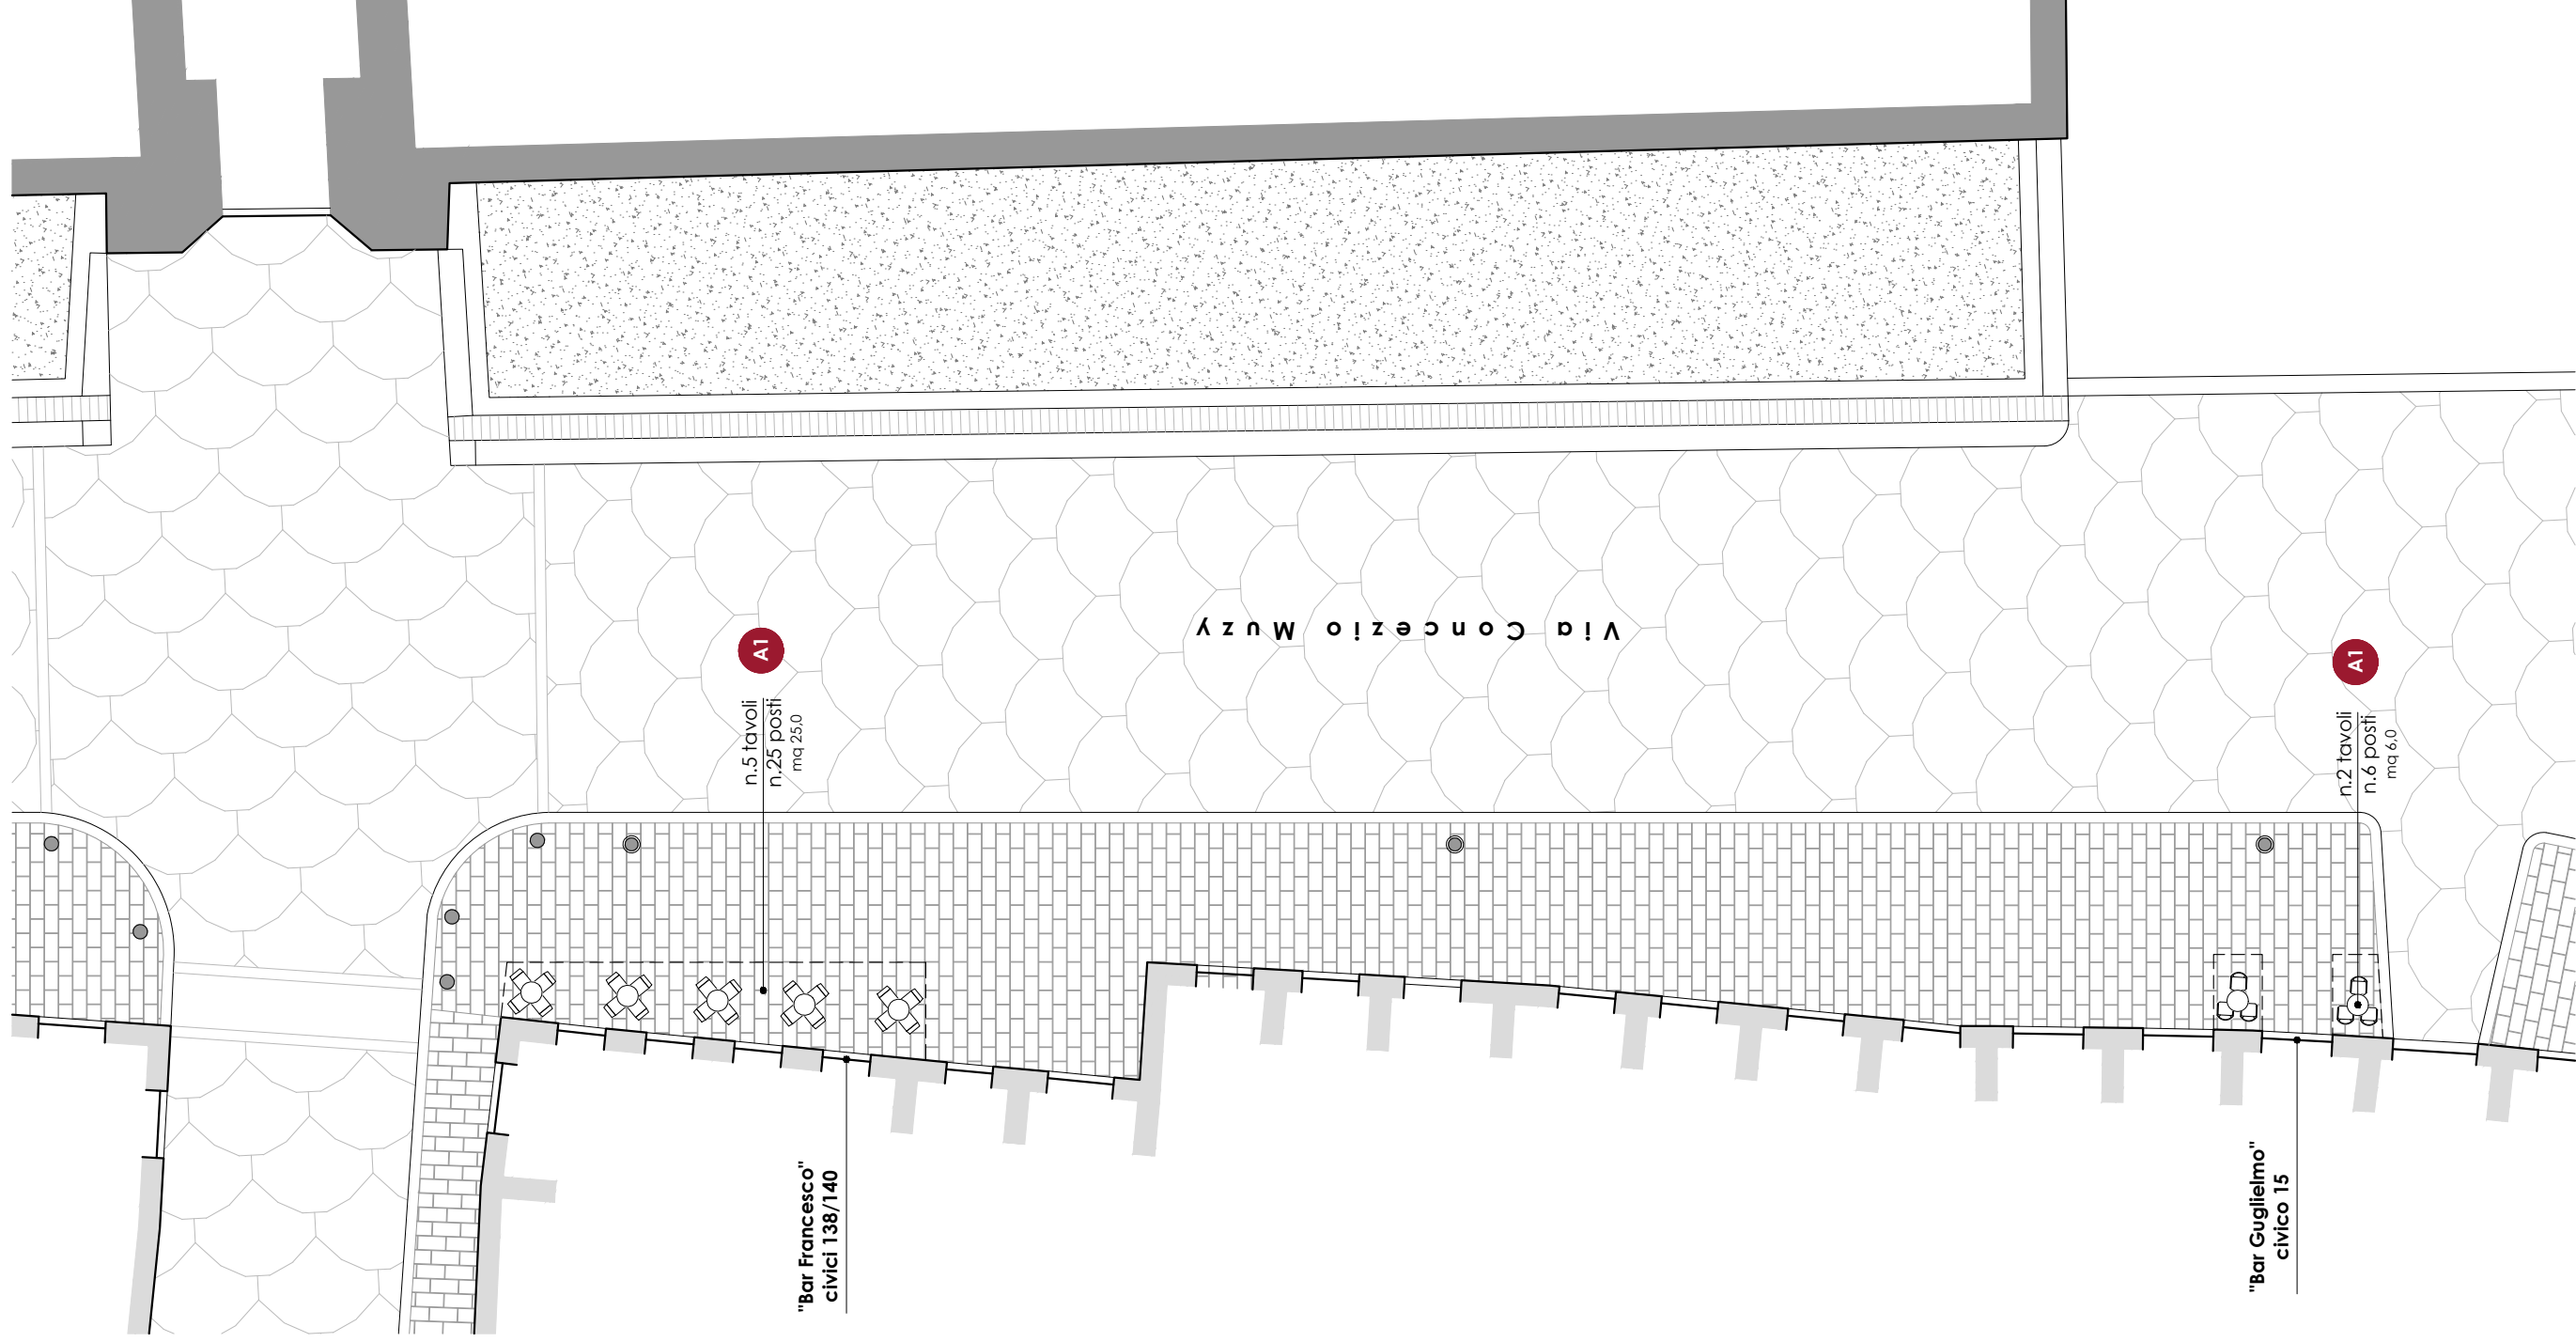 Via Concezio Muzy
A1
n.5 tavoli
n.25 posti
mq 25,0
"Bar Francesco"
civici 138/140
A1
n.2 tavoli
n.6 posti
mq 6,0
"Bar Guglielmo"
civico 15